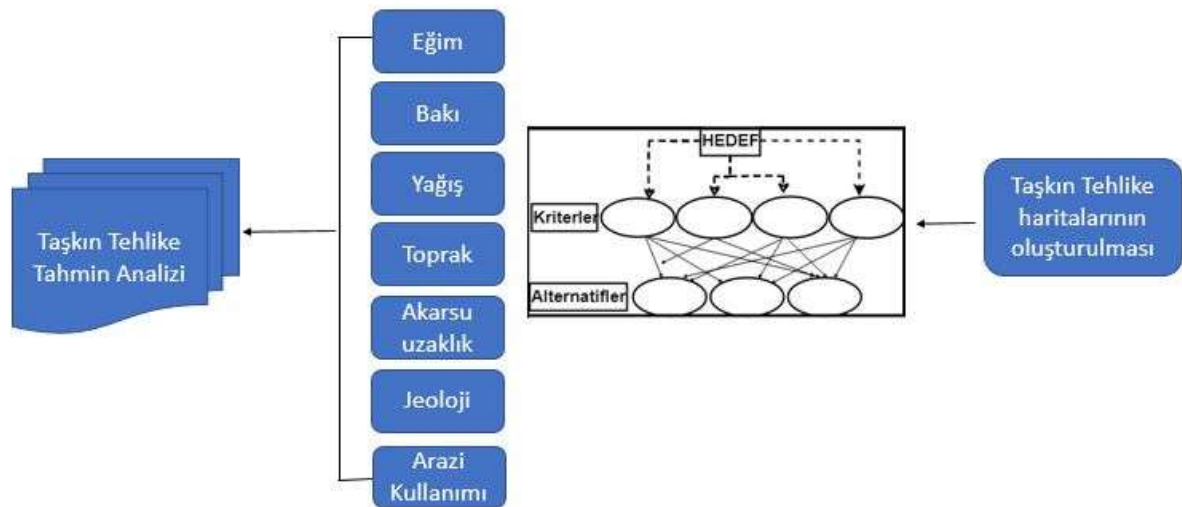 Taşkın Tehlike
Tahmin Analizi
Eğim
Bakı
Yağış
Toprak
Akarsu
uzaklık
Jeoloji
Arazi
Kullanımı
HEDEF
Kriterler
Alternatifler
Taşkın Tehlike
haritalarının
oluşturulması